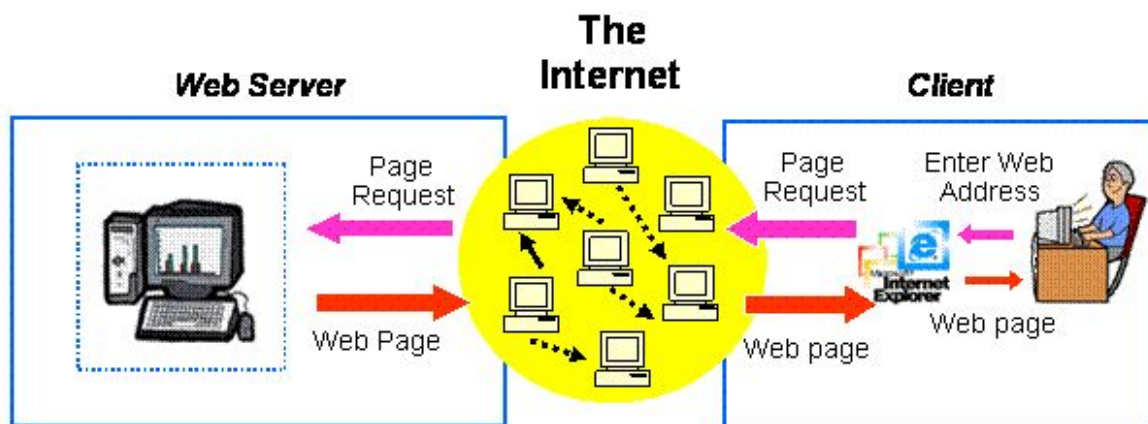 The
Internet
Web Server
Client
Page
Request
Page
Request
Enter Web
Address
Microsoft
Internet
Explorer
Web Page
Web page
Web page